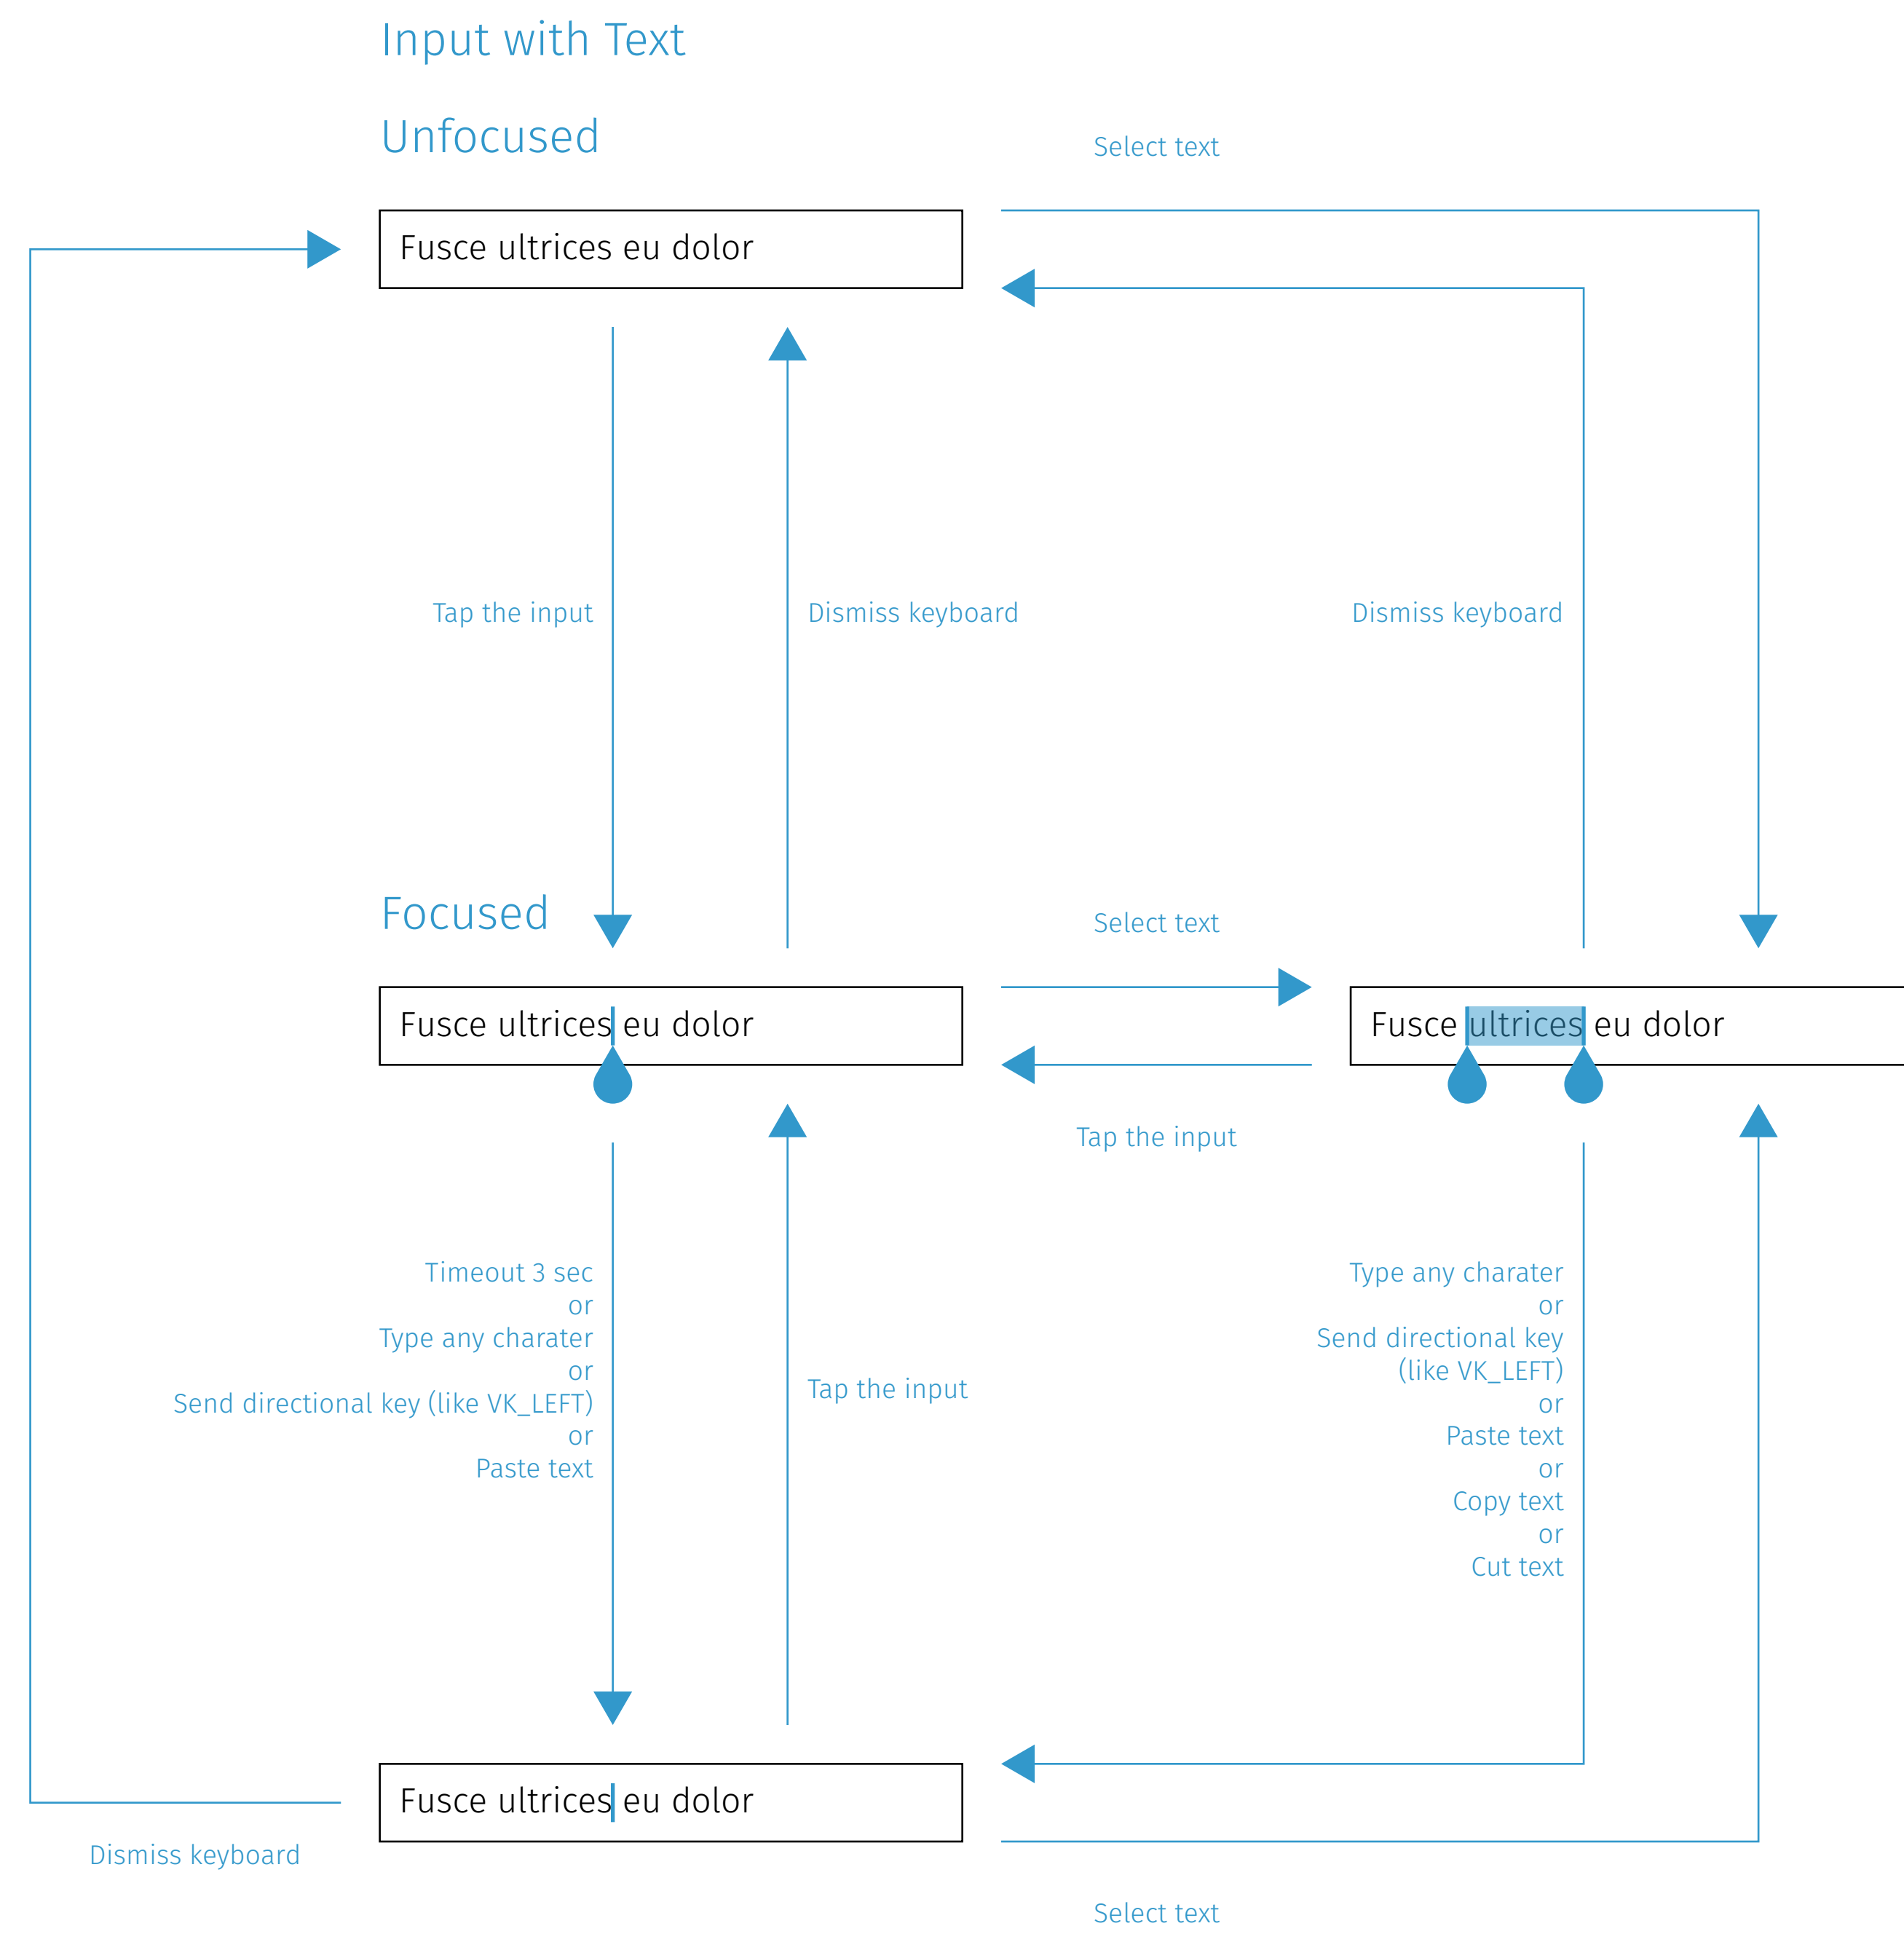 Input with Text
Unfocused
Select text
Fusce ultrices eu dolor
Tap the input
Dismiss keyboard
Dismiss keyboard
Focused
Select text
Fusce ultrices eu dolor
Fusce ultrices eu dolor
Tap the input
Timeout 3 sec
or
Type any charater
or
Send directional key (like VK_LEFT)
or
Paste text
Tap the input
Type any charater
or
Send directional key
(like VK_LEFT)
or
Paste text
or
Copy text
or
Cut text
Fusce ultrices eu dolor
Dismiss keyboard
Select text